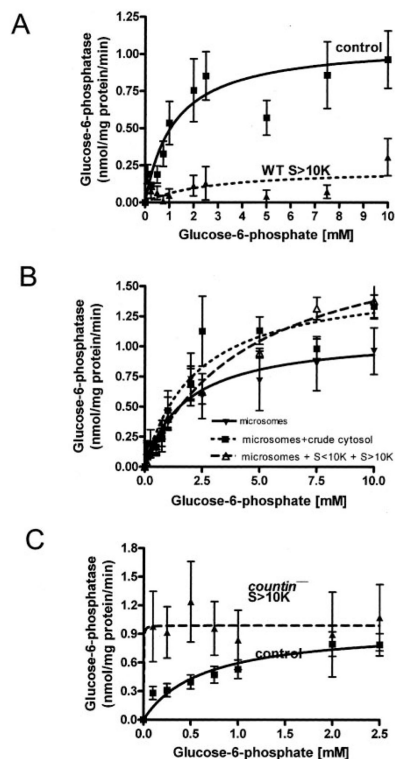 A
Glucose-6-phosphatase
(nmol/mg protein/min)
1.25
1.00
0.75
0.50
0.25
0.00
control
WT S>10K
0 1 2 3 4 5 6 7 8 9 10
Glucose-6-phosphate [mM]
B
Glucose-6-phosphatase
(nmol/mg protein/min)
1.50
1.25
1.00
0.75
0.50
0.25
0.00
microsomes
microsomes+crude cytosol
microsomes + S<10K + S>10K
0.0 2.5 5.0 7.5 10.0
Glucose-6-phosphate [mM]
C
Glucose-6-phosphatase
(nmol/mg protein/min)
1.8
1.5
1.2
0.9
0.6
0.3
0.0
countin—
S>10K
control
0.0 0.5 1.0 1.5 2.0 2.5
Glucose-6-phosphate [mM]